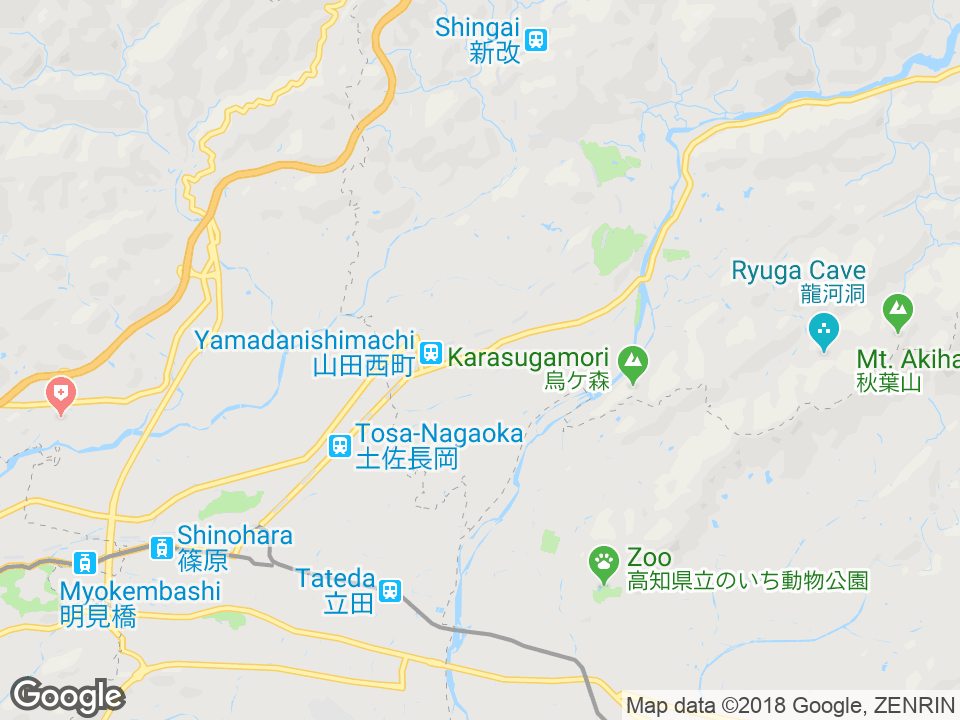 Shingai
新改
Ryuga Cave
龍河洞
Yamadanishimachi
山田西町
Karasugamori
烏ケ森
Mt. Akiha
秋葉山
Tosa-Nagaoka
土佐長岡
Shinohara
篠原
Zoo
高知県立のいち動物公園
Tateda
立田
Myokembashi
明見橋
Google
Map data ©2018 Google, ZENRIN